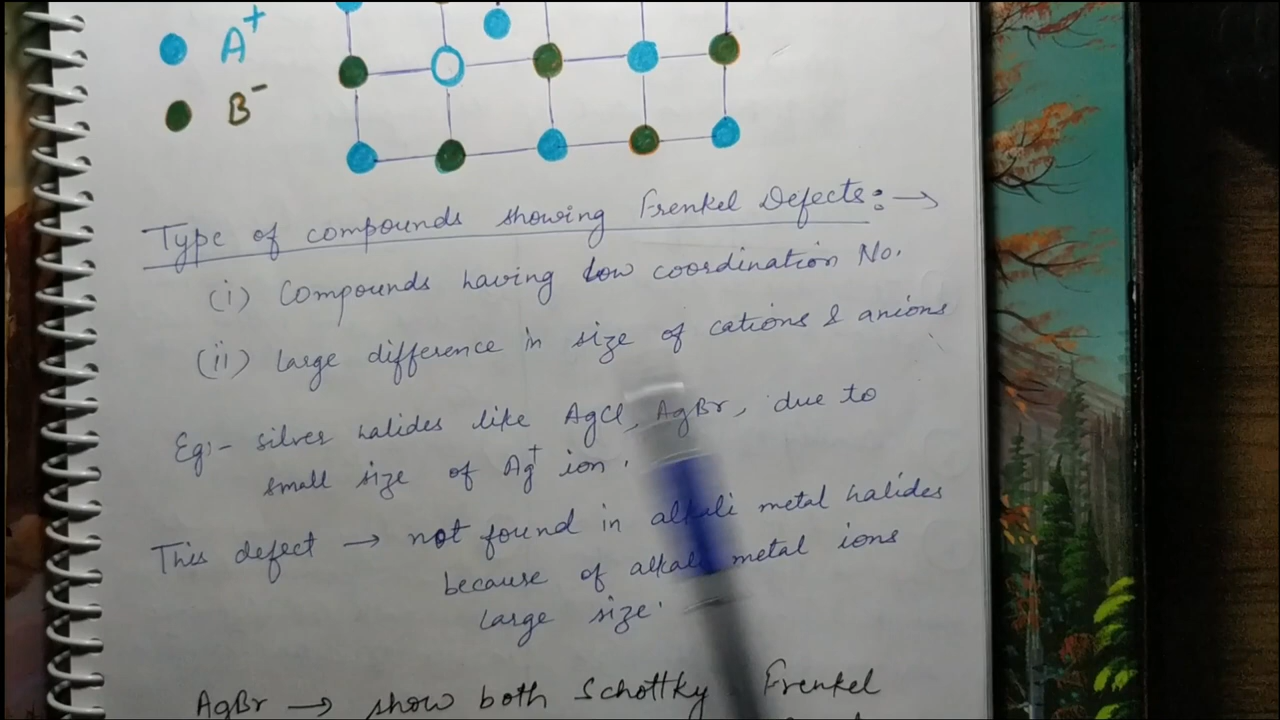 A⁺
B⁻
Type of compounds showing Frenkel Defects:→
(i) Compounds having low coordination No.
(ii) Large difference in size of cations & anions
Eg:- silver halides like AgCl, AgBr, due to
small size of Ag⁺ ion.
This defect → not found in alkali metal halides
because of alkali metal ions
large size.
AgBr → show both Schottky Frenkel